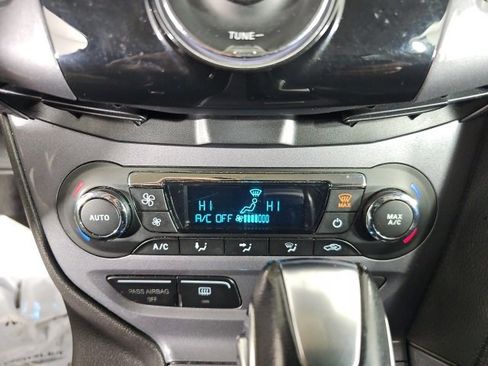 TUNE–
HI HI
A/C OFF
AUTO
MAX
MAX
A/C
A/C
PASS AIRBAG
OFF